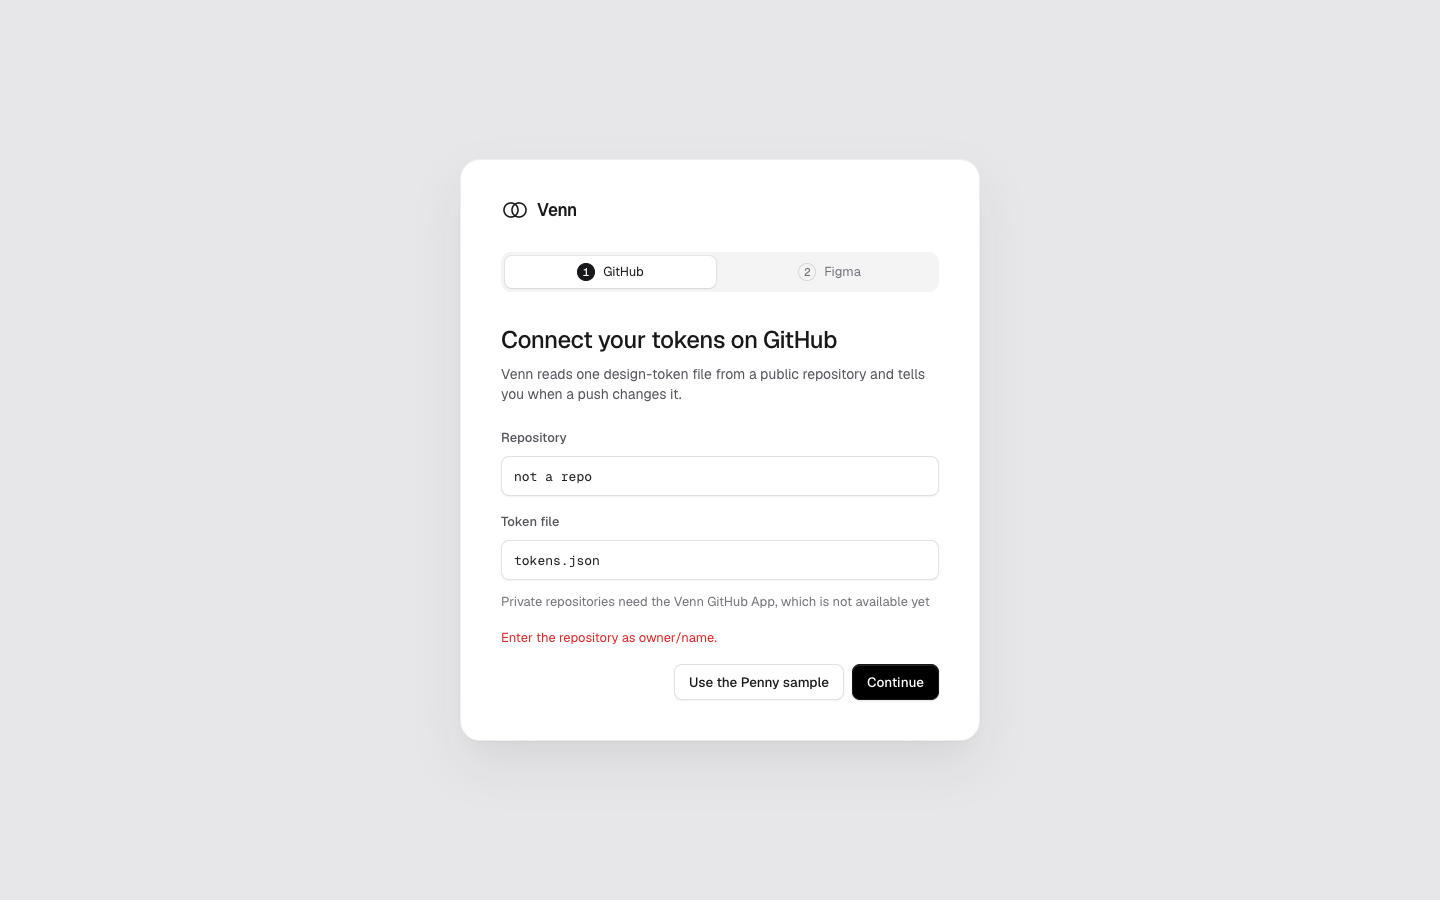 Venn
1 GitHub
2 Figma
Connect your tokens on GitHub
Venn reads one design-token file from a public repository and tells
you when a push changes it.
Repository
not a repo
Token file
tokens.json
Private repositories need the Venn GitHub App, which is not available yet
Enter the repository as owner/name.
Use the Penny sample
Continue